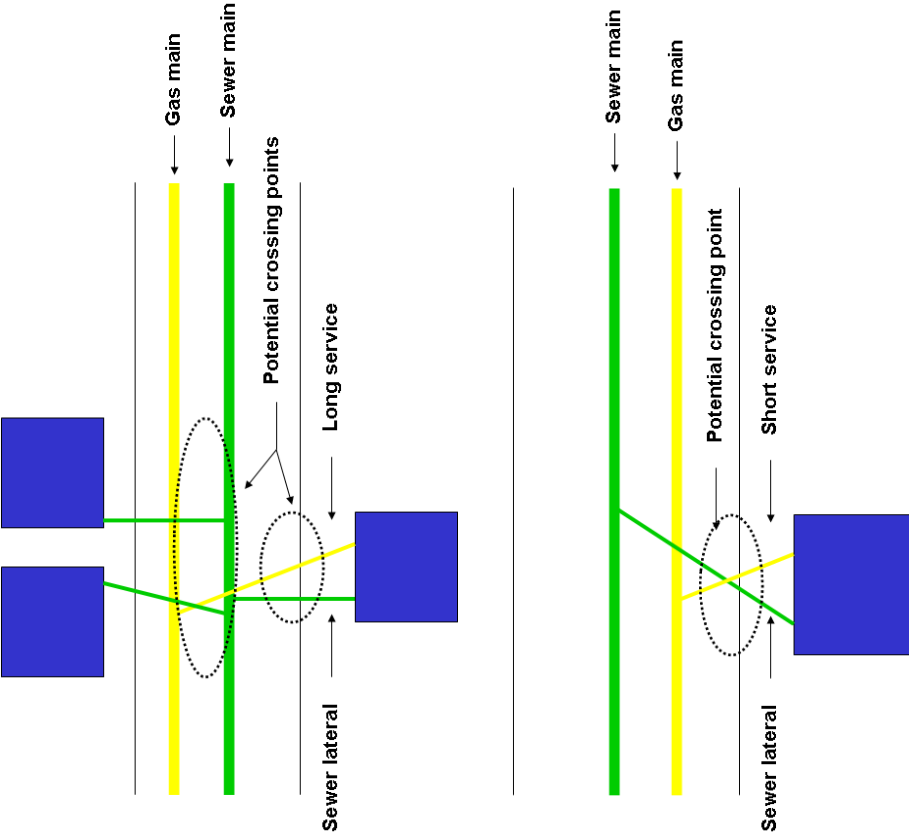 Gas main
Sewer main
Potential crossing points
Long service
Sewer lateral
Sewer main
Gas main
Potential crossing point
Short service
Sewer lateral